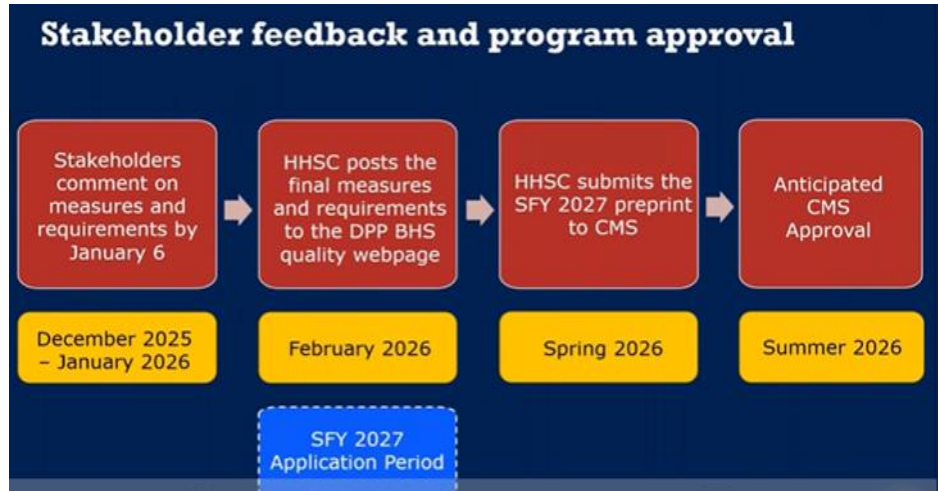 Stakeholder feedback and program approval
Stakeholders
comment on
measures and
requirements by
January 6
HHSC posts the
final measures
and requirements
to the DPP BHS
quality webpage
HHSC submits the
SFY 2027 preprint
to CMS
Anticipated
CMS
Approval
December 2025
– January 2026
February 2026
Spring 2026
Summer 2026
SFY 2027
Application Period